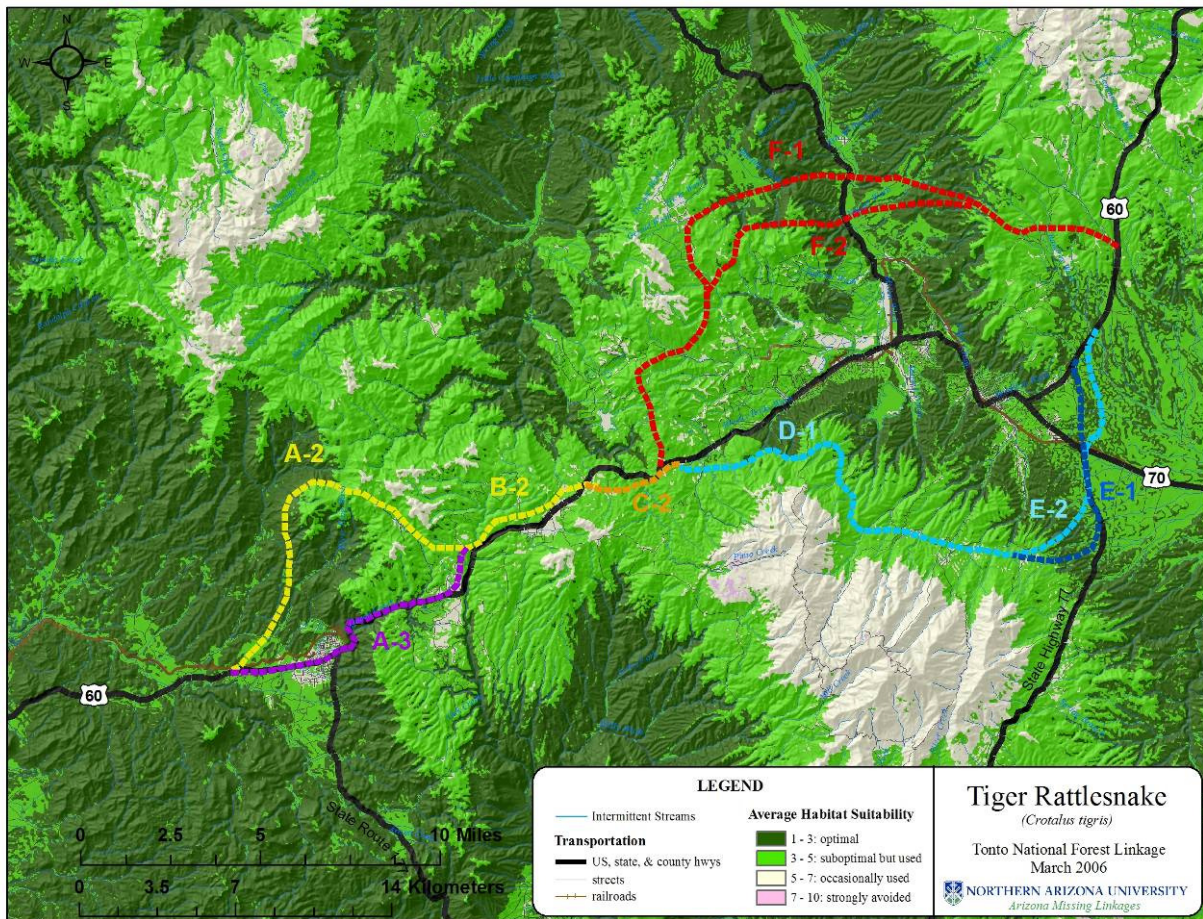 N
W
E
S
F-1
F-2
60
A-2
B-2
C-2
D-1
E-2
E-1
70
A-3
60
Pinto Creek
State Highway 77
State Route
0 2.5 5 10 Miles
0 3.5 7 14 Kilometers
LEGEND
Intermittent Streams
Transportation
US, state, & county hwys
streets
railroads
Average Habitat Suitability
1 - 3: optimal
3 - 5: suboptimal but used
5 - 7: occasionally used
7 - 10: strongly avoided
Tiger Rattlesnake
(Crotalus tigris)
Tonto National Forest Linkage
March 2006
NORTHERN ARIZONA UNIVERSITY
Arizona Missing Linkages